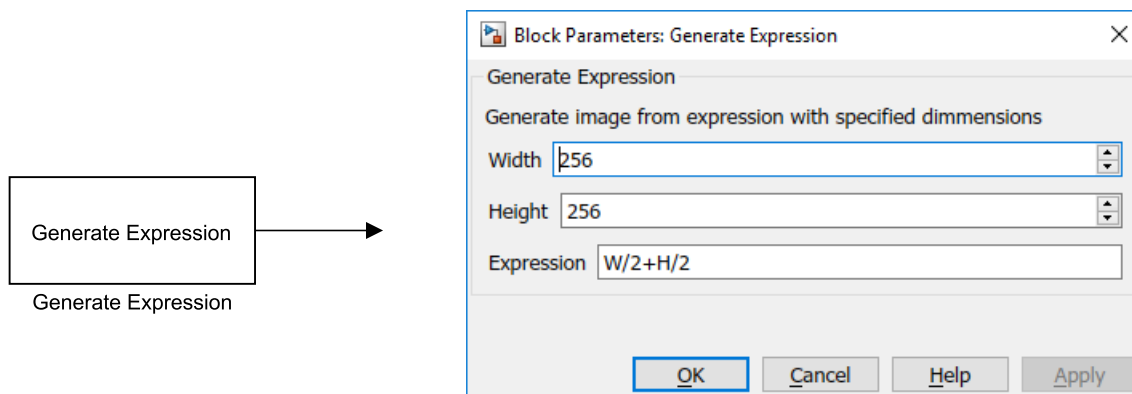 Generate Expression
Generate Expression
Block Parameters: Generate Expression
Generate Expression
Generate image from expression with specified dimmensions
Width 256
Height 256
Expression W/2+H/2
OK Cancel Help Apply